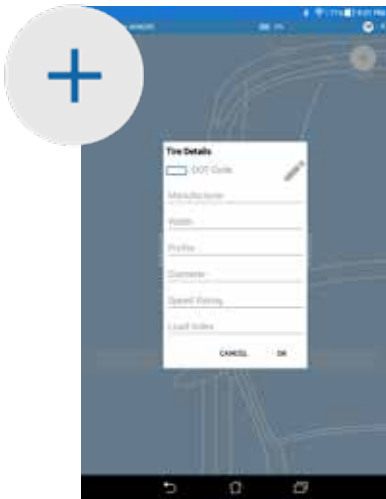 Tire Details
DOT Code
Manufacturer
Width
Profile
Diameter
Speed Rating
Load Index
CANCEL OK